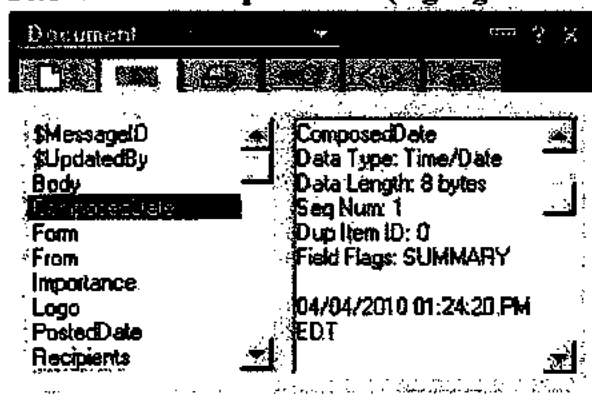 Document
? X
$MessageID
$UpdatedBy
Body
ComposedDate
Form
From
Importance
Logo
PostedDate
Recipients
ComposedDate
Data Type: Time/Date
Data Length: 8 bytes
Seq Num: 1
Dup Item ID: 0
Field Flags: SUMMARY
04/04/2010 01:24:20 PM
EDT